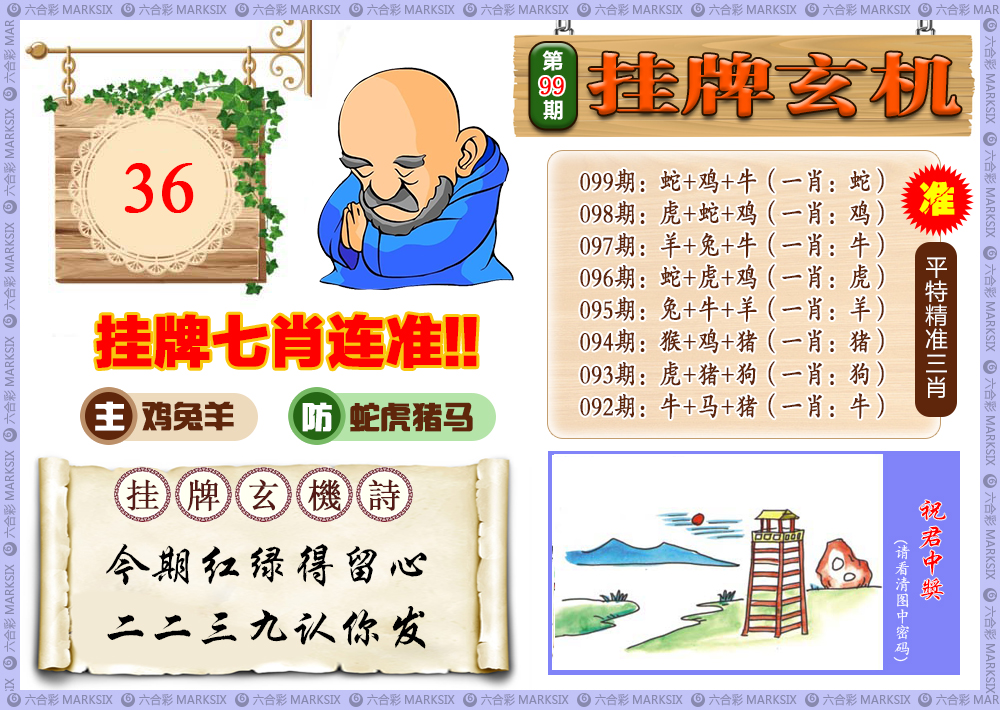 六合彩 MARKSIX
36
挂牌七肖连准!!
主 鸡兔羊
防 蛇虎猪马
挂牌玄機詩
今期红绿得留心
二二三九认你发
第99期
挂牌玄机
099期：蛇+鸡+牛（一肖：蛇）
098期：虎+蛇+鸡（一肖：鸡）
097期：羊+兔+牛（一肖：牛）
096期：蛇+虎+鸡（一肖：虎）
095期：兔+牛+羊（一肖：羊）
094期：猴+鸡+猪（一肖：猪）
093期：虎+猪+狗（一肖：狗）
092期：牛+马+猪（一肖：牛）
准
平特精准三肖
祝君中奬
（请看清图中密码）